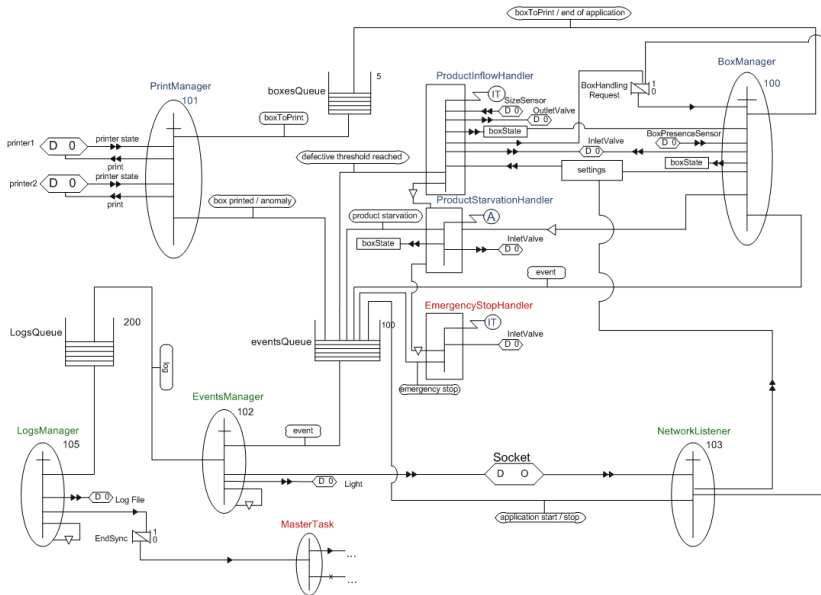 boxToPrint / end of application
PrintManager
101
boxesQueue
5
ProductInflowHandler
IT
SizeSensor
D 0
OutletValve
D 0
boxState
BoxHandling
Request
1
0
BoxManager
100
boxToPrint
printer1
D 0
printer state
print
printer2
D 0
printer state
print
defective threshold reached
InletValve
D 0
BoxPresenceSensor
D 0
boxState
settings
box printed / anomaly
ProductStarvationHandler
product starvation
A
boxState
InletValve
D 0
event
LogsQueue
200
log
eventsQueue
100
EmergencyStopHandler
IT
InletValve
D 0
emergency stop
EventsManager
102
event
LogsManager
105
D 0
Log File
EndSync
1
0
D 0
Light
Socket
D O
application start / stop
NetworkListener
103
MasterTask
...
...